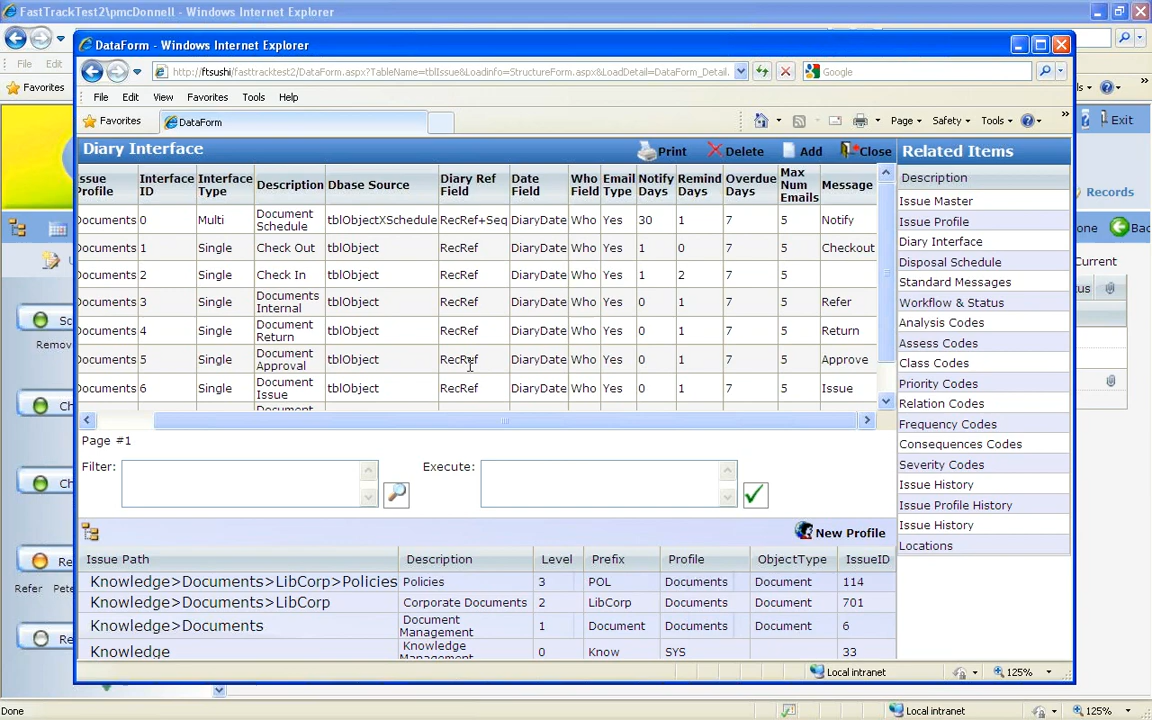 FastTrackTest2\pmcDonnell - Windows Internet Explorer
DataForm - Windows Internet Explorer
http://ftsushi/fasttracktest2/DataForm.aspx?TableName=tblIssue&Loadinfo=StructureForm.aspx&LoadDetail=DataForm_Detail.
Google
File Edit
File Edit View Favorites Tools Help
Favorites
Favorites DataForm Page Safety Tools
Exit
Diary Interface Print Delete Add Close Related Items
Records
Description
Issue Master
Issue Profile
Diary Interface
Disposal Schedule
Standard Messages
Workflow & Status
Analysis Codes
Assess Codes
Class Codes
Priority Codes
Relation Codes
Frequency Codes
Consequences Codes
Severity Codes
Issue History
Issue Profile History
Issue History
Locations
Current
ssue Profile Interface ID Interface Type Description Dbase Source Diary Ref Field Date Field Who Field Email Type Notify Days Remind Days Overdue Days Max Num Emails Message
Documents 0 Multi Document Schedule tblObjectXSchedule RecRef+Seq DiaryDate Who Yes 30 1 7 5 Notify
Documents 1 Single Check Out tblObject RecRef DiaryDate Who Yes 1 0 7 5 Checkout
Documents 2 Single Check In tblObject RecRef DiaryDate Who Yes 1 2 7 5
Documents 3 Single Documents Internal tblObject RecRef DiaryDate Who Yes 0 1 7 5 Refer
Documents 4 Single Document Return tblObject RecRef DiaryDate Who Yes 0 1 7 5 Return
Documents 5 Single Document Approval tblObject RecRef DiaryDate Who Yes 0 1 7 5 Approve
Documents 6 Single Document Issue tblObject RecRef DiaryDate Who Yes 0 1 7 5 Issue
Page #1
Filter: Execute:
New Profile
Issue Path Description Level Prefix Profile ObjectType IssueID
Knowledge>Documents>LibCorp>Policies Policies 3 POL Documents Document 114
Knowledge>Documents>LibCorp Corporate Documents 2 LibCorp Documents Document 701
Knowledge>Documents Document Management 1 Document Documents Document 6
Knowledge Knowledge Management 0 Know SYS 33
Local intranet 125%
Sc
Remov
Ch
Ch
Re
Refer Pete
Re
Done Local intranet 125%